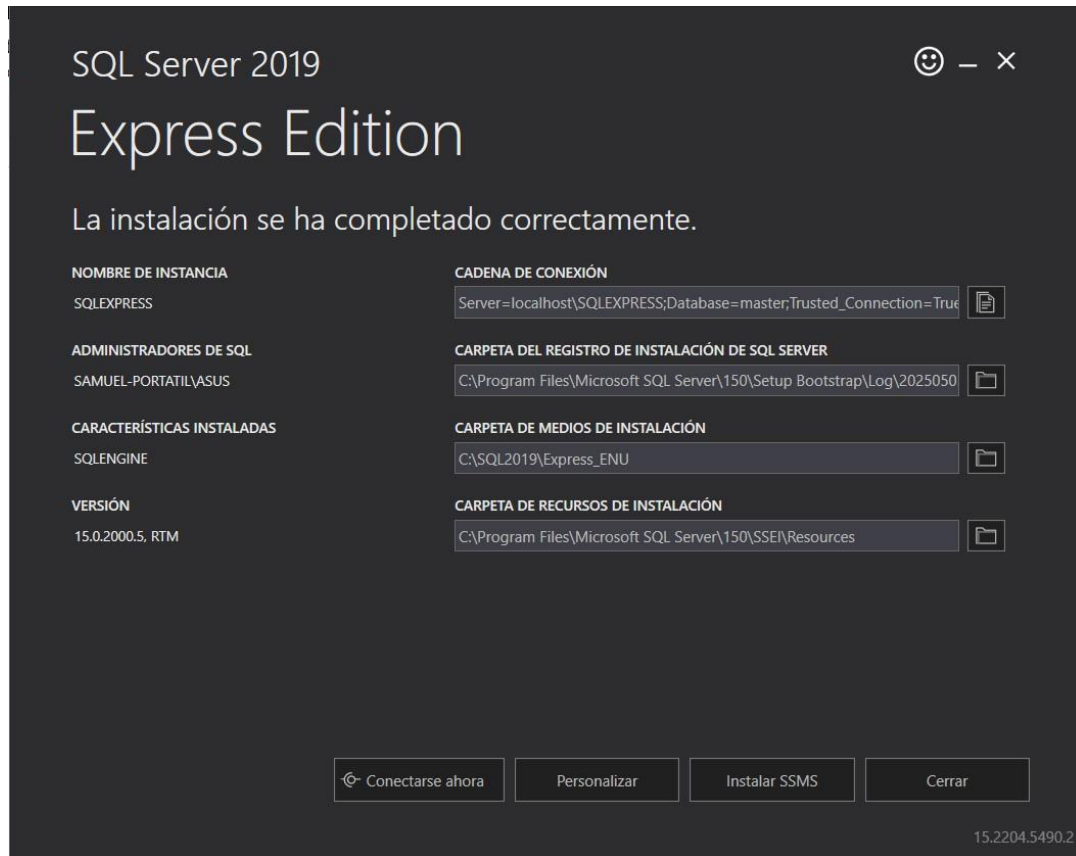 SQL Server 2019
Express Edition
La instalación se ha completado correctamente.
NOMBRE DE INSTANCIA
SQLEXPRESS
CADENA DE CONEXIÓN
Server=localhost\SQLEXPRESS;Database=master;Trusted_Connection=True
ADMINISTRADORES DE SQL
SAMUEL-PORTATIL\ASUS
CARPETA DEL REGISTRO DE INSTALACIÓN DE SQL SERVER
C:\Program Files\Microsoft SQL Server\150\Setup Bootstrap\Log\2025050
CARACTERÍSTICAS INSTALADAS
SQLENGINE
CARPETA DE MEDIOS DE INSTALACIÓN
C:\SQL2019\Express_ENU
VERSIÓN
15.0.2000.5, RTM
CARPETA DE RECURSOS DE INSTALACIÓN
C:\Program Files\Microsoft SQL Server\150\SSEI\Resources
Conectarse ahora
Personalizar
Instalar SSMS
Cerrar
15.2204.5490.2